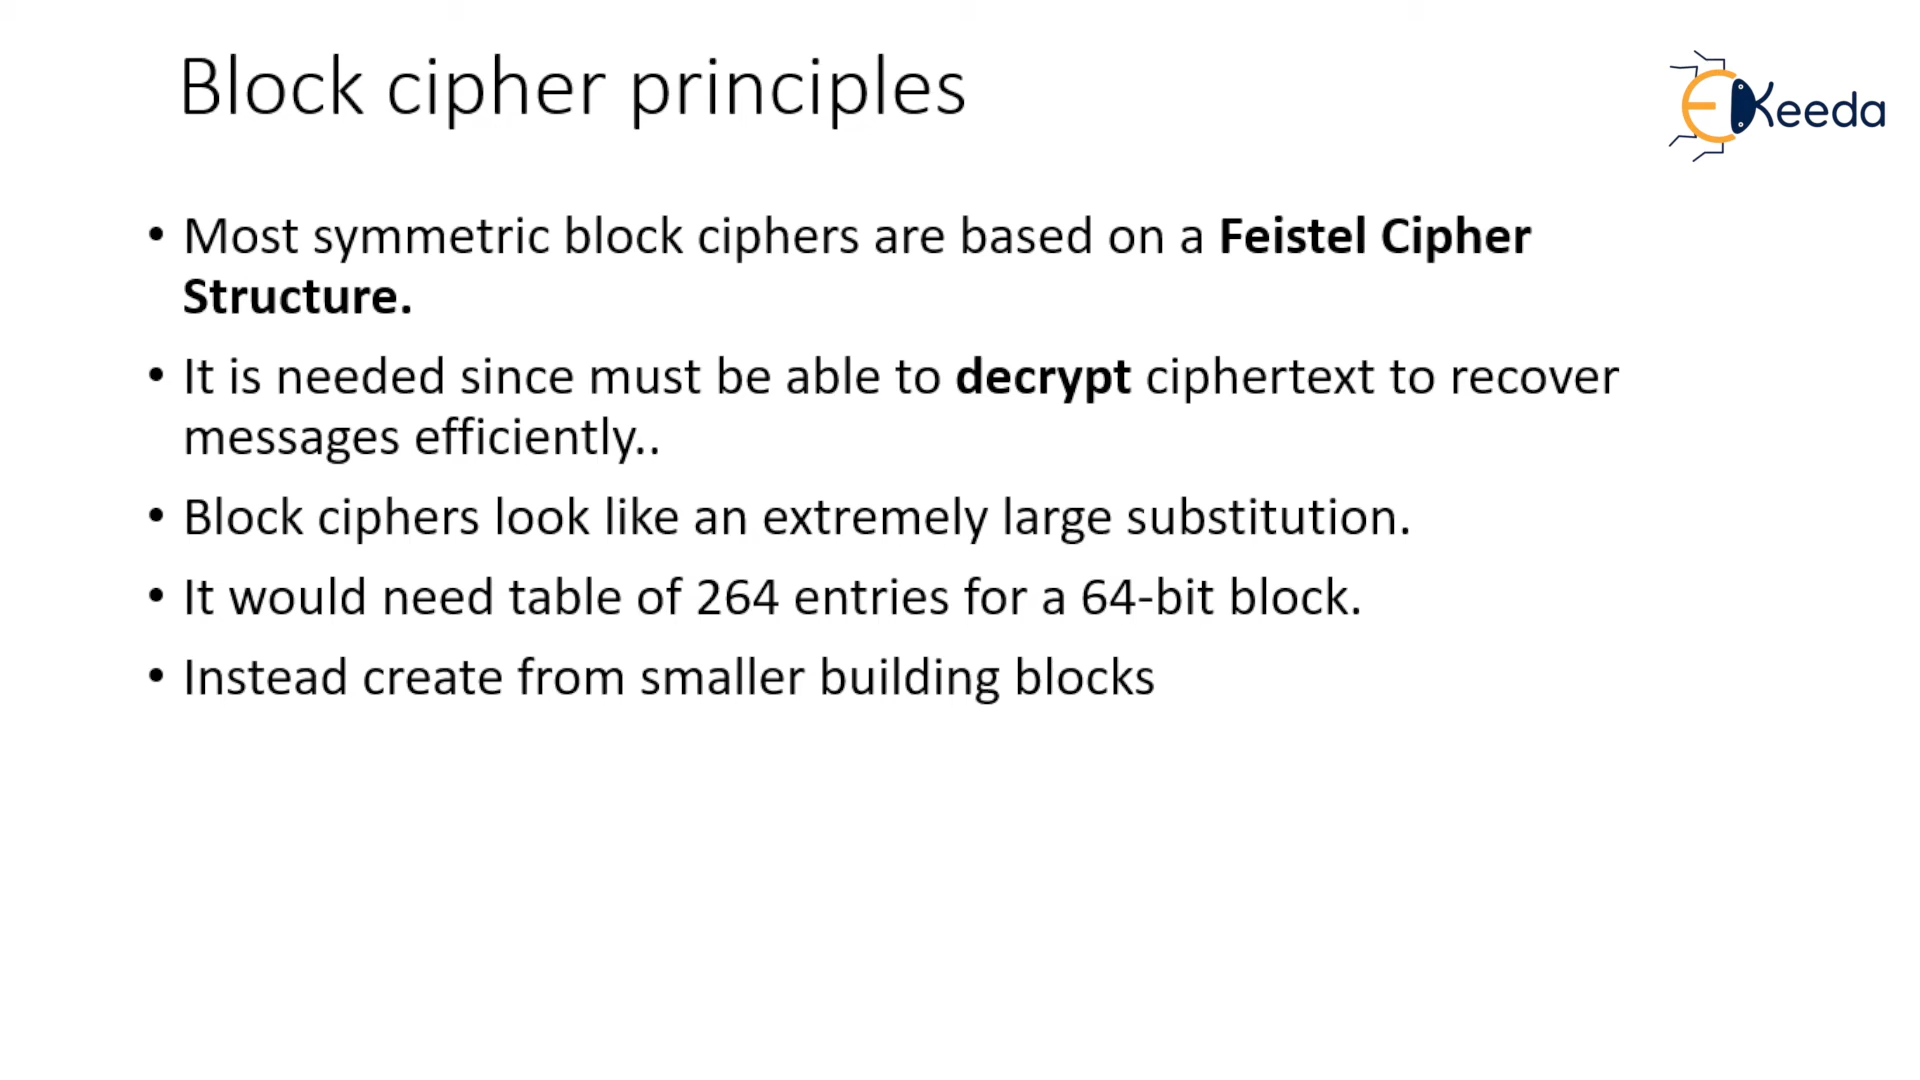 Block cipher principles
EKeeda
• Most symmetric block ciphers are based on a Feistel Cipher
Structure.
• It is needed since must be able to decrypt ciphertext to recover
messages efficiently..
• Block ciphers look like an extremely large substitution.
• It would need table of 264 entries for a 64-bit block.
• Instead create from smaller building blocks